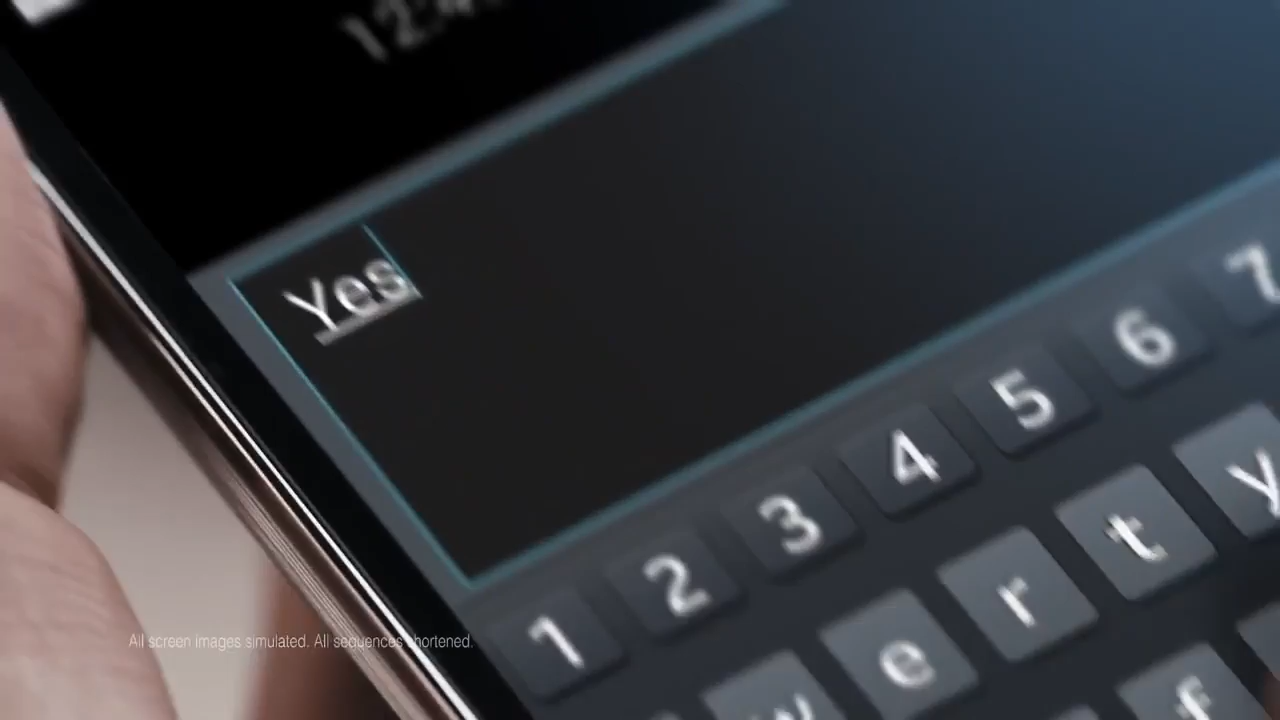 Yes
1 2 3 4 5 6 7
w e r t y
f
All screen images simulated. All sequences shortened.